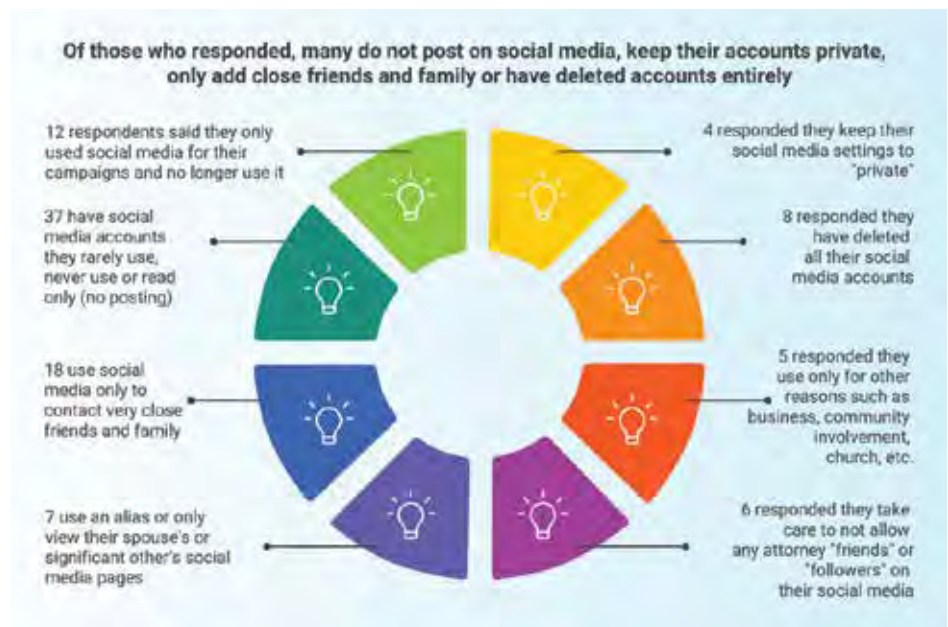 Of those who responded, many do not post on social media, keep their accounts private,
only add close friends and family or have deleted accounts entirely
12 respondents said they only
used social media for their
campaigns and no longer use it
37 have social
media accounts
they rarely use,
never use or read
only (no posting)
18 use social
media only to
contact very close
friends and family
7 use an alias or only
view their spouse's or
significant other's social
media pages
4 responded they keep their
social media settings to
"private"
8 responded they
have deleted
all their social
media accounts
5 responded they
use only for other
reasons such as
business, community
involvement,
church, etc.
6 responded they take
care to not allow
any attorney "friends" or
"followers" on
their social media